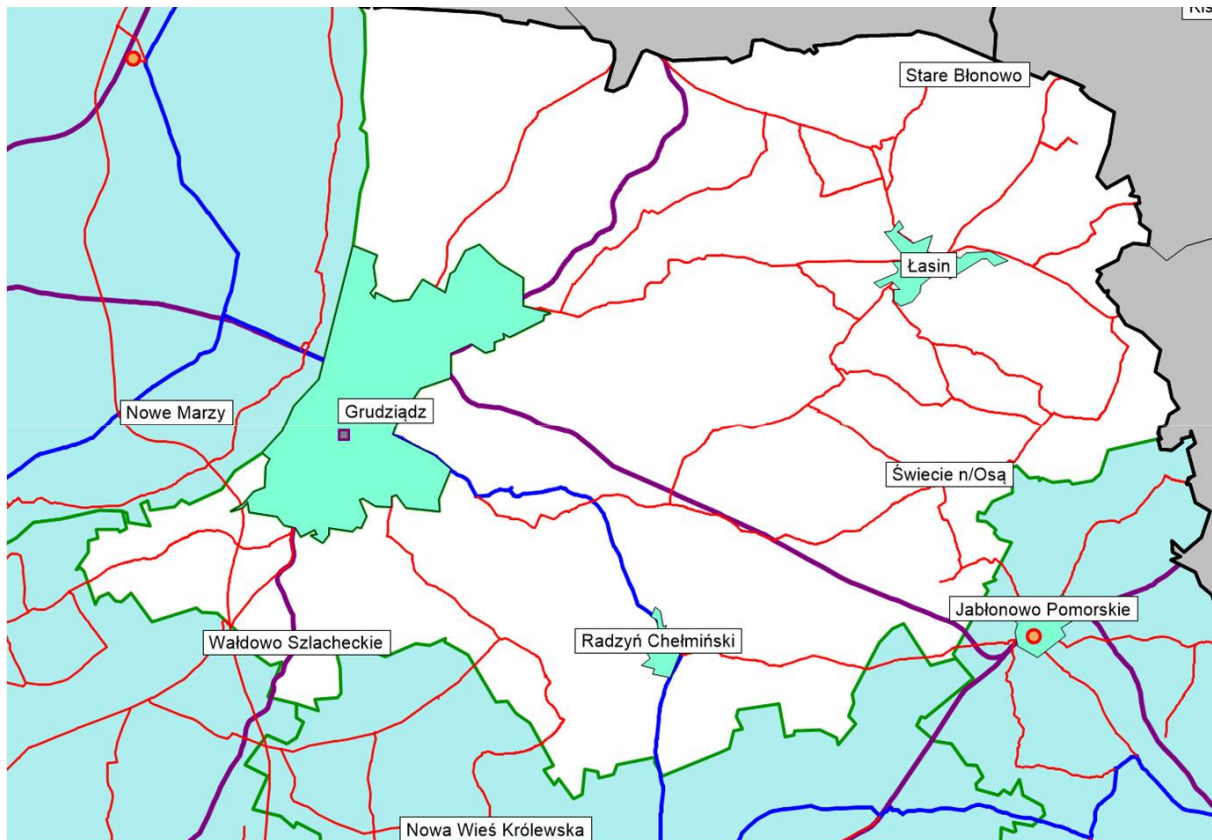 Stare Błonowo
Łasin
Nowe Marzy
Grudziądz
Świecie n/Osą
Jabłonowo Pomorskie
Wałdowo Szlacheckie
Radzyń Chełmiński
Nowa Wieś Królewska